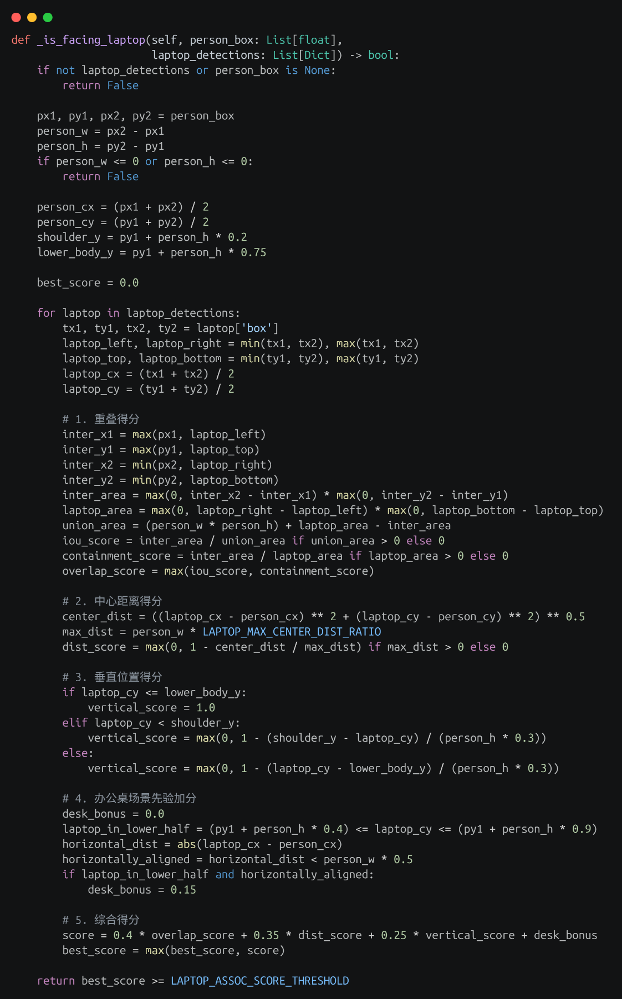 def _is_facing_laptop(self, person_box: List[float],
                      laptop_detections: List[Dict]) -> bool:
    if not laptop_detections or person_box is None:
        return False

    px1, py1, px2, py2 = person_box
    person_w = px2 - px1
    person_h = py2 - py1
    if person_w <= 0 or person_h <= 0:
        return False

    person_cx = (px1 + px2) / 2
    person_cy = (py1 + py2) / 2
    shoulder_y = py1 + person_h * 0.2
    lower_body_y = py1 + person_h * 0.75

    best_score = 0.0

    for laptop in laptop_detections:
        tx1, ty1, tx2, ty2 = laptop['box']
        laptop_left, laptop_right = min(tx1, tx2), max(tx1, tx2)
        laptop_top, laptop_bottom = min(ty1, ty2), max(ty1, ty2)
        laptop_cx = (tx1 + tx2) / 2
        laptop_cy = (ty1 + ty2) / 2

        # 1. 重叠得分
        inter_x1 = max(px1, laptop_left)
        inter_y1 = max(py1, laptop_top)
        inter_x2 = min(px2, laptop_right)
        inter_y2 = min(py2, laptop_bottom)
        inter_area = max(0, inter_x2 - inter_x1) * max(0, inter_y2 - inter_y1)
        laptop_area = max(0, laptop_right - laptop_left) * max(0, laptop_bottom - laptop_top)
        union_area = (person_w * person_h) + laptop_area - inter_area
        iou_score = inter_area / union_area if union_area > 0 else 0
        containment_score = inter_area / laptop_area if laptop_area > 0 else 0
        overlap_score = max(iou_score, containment_score)

        # 2. 中心距离得分
        center_dist = ((laptop_cx - person_cx) ** 2 + (laptop_cy - person_cy) ** 2) ** 0.5
        max_dist = person_w * LAPTOP_MAX_CENTER_DIST_RATIO
        dist_score = max(0, 1 - center_dist / max_dist) if max_dist > 0 else 0

        # 3. 垂直位置得分
        if laptop_cy <= lower_body_y:
            vertical_score = 1.0
        elif laptop_cy < shoulder_y:
            vertical_score = max(0, 1 - (shoulder_y - laptop_cy) / (person_h * 0.3))
        else:
            vertical_score = max(0, 1 - (laptop_cy - lower_body_y) / (person_h * 0.3))

        # 4. 办公桌场景先验加分
        desk_bonus = 0.0
        laptop_in_lower_half = (py1 + person_h * 0.4) <= laptop_cy <= (py1 + person_h * 0.9)
        horizontal_dist = abs(laptop_cx - person_cx)
        horizontally_aligned = horizontal_dist < person_w * 0.5
        if laptop_in_lower_half and horizontally_aligned:
            desk_bonus = 0.15

        # 5. 综合得分
        score = 0.4 * overlap_score + 0.35 * dist_score + 0.25 * vertical_score + desk_bonus
        best_score = max(best_score, score)

    return best_score >= LAPTOP_ASSOC_SCORE_THRESHOLD